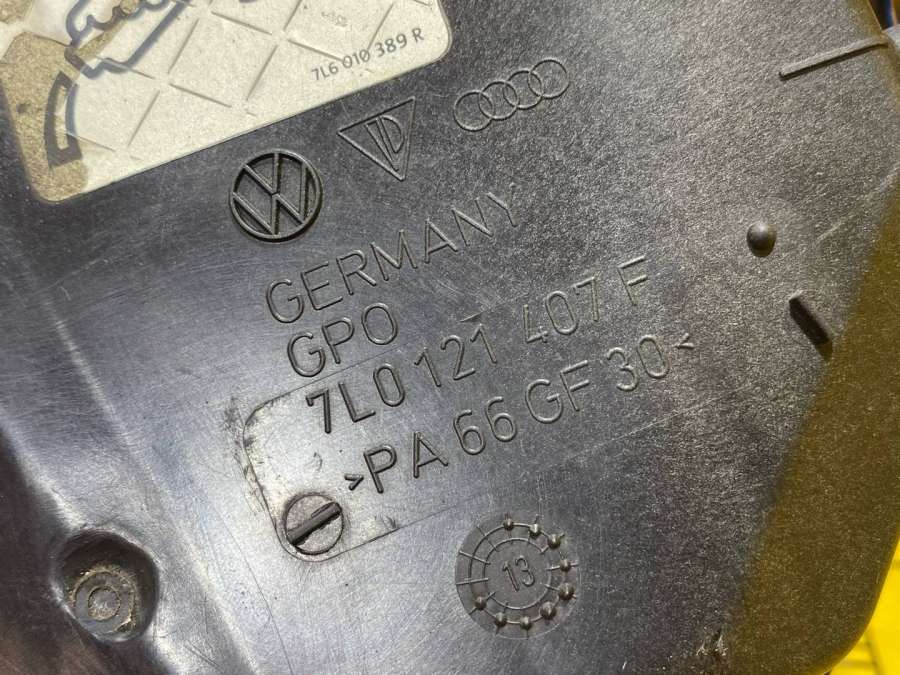 7L6 010 389 R
GERMANY
GPO
7L0 121 407 F
>PA 66 GF 30<
13